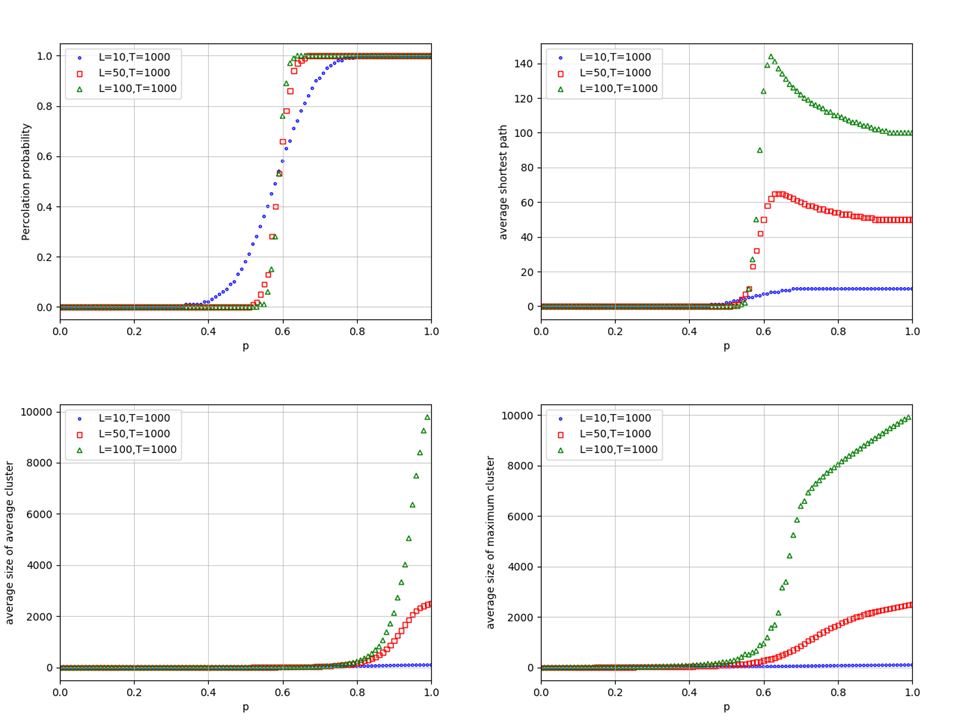 L=10,T=1000
L=50,T=1000
L=100,T=1000
1.0
0.8
0.6
0.4
0.2
0.0
Percolation probability
0.0 0.2 0.4 0.6 0.8 1.0
p
L=10,T=1000
L=50,T=1000
L=100,T=1000
140
120
100
80
60
40
20
0
average shortest path
0.0 0.2 0.4 0.6 0.8 1.0
p
L=10,T=1000
L=50,T=1000
L=100,T=1000
10000
8000
6000
4000
2000
0
average size of average cluster
0.0 0.2 0.4 0.6 0.8 1.0
p
L=10,T=1000
L=50,T=1000
L=100,T=1000
10000
8000
6000
4000
2000
0
average size of maximum cluster
0.0 0.2 0.4 0.6 0.8 1.0
p